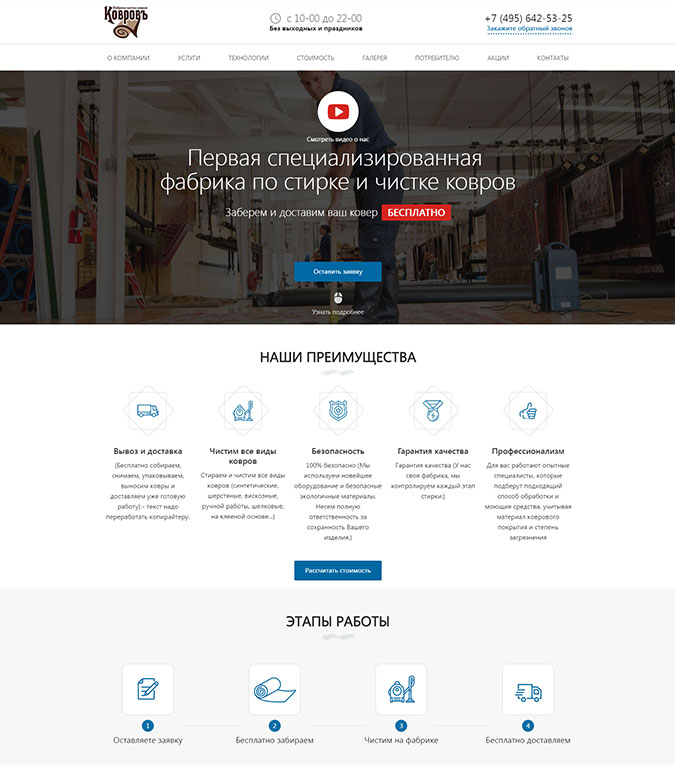 Фабрика чистки ковров
Ковровъ
с 10-00 до 22-00
Без выходных и праздников
+7 (495) 642-53-25
Закажите обратный звонок
О КОМПАНИИ УСЛУГИ ТЕХНОЛОГИИ СТОИМОСТЬ ГАЛЕРЕЯ ПОТРЕБИТЕЛЮ АКЦИИ КОНТАКТЫ
Смотреть видео о нас
Первая специализированная
фабрика по стирке и чистке ковров
Заберем и доставим ваш ковер БЕСПЛАТНО
Оставить заявку
Узнать подробнее
НАШИ ПРЕИМУЩЕСТВА
Вывоз и доставка
(Бесплатно собираем,
снимаем, упаковываем,
выносим ковры и
доставляем уже готовую
работу) - текст надо
переработать копирайтеру.
Чистим все виды
ковров
Стираем и чистим все виды
ковров (синтетические,
шерстяные, вискозные,
ручной работы, шелковые,
на клееной основе...)
Безопасность
100% безопасно (Мы
используем новейшее
оборудование и безопасные
экологичные материалы.
Несем полную
ответственность за
сохранность Вашего
изделия.)
Гарантия качества
Гарантия качества (У нас
своя фабрика, мы
контролируем каждый этап
стирки.)
Профессионализм
Для вас работают опытные
специалисты, которые
подберут подходящий
способ обработки и
моющие средства, учитывая
материал коврового
покрытия и степень
загрязнения
Рассчитать стоимость
ЭТАПЫ РАБОТЫ
1 2 3 4
Оставляете заявку Бесплатно забираем Чистим на фабрике Бесплатно доставляем